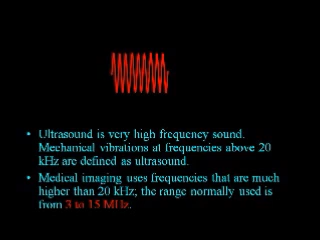 • Ultrasound is very high frequency sound.
Mechanical vibrations at frequencies above 20
kHz are defined as ultrasound.
• Medical imaging uses frequencies that are much
higher than 20 kHz; the range normally used is
from 3 to 15 MHz.